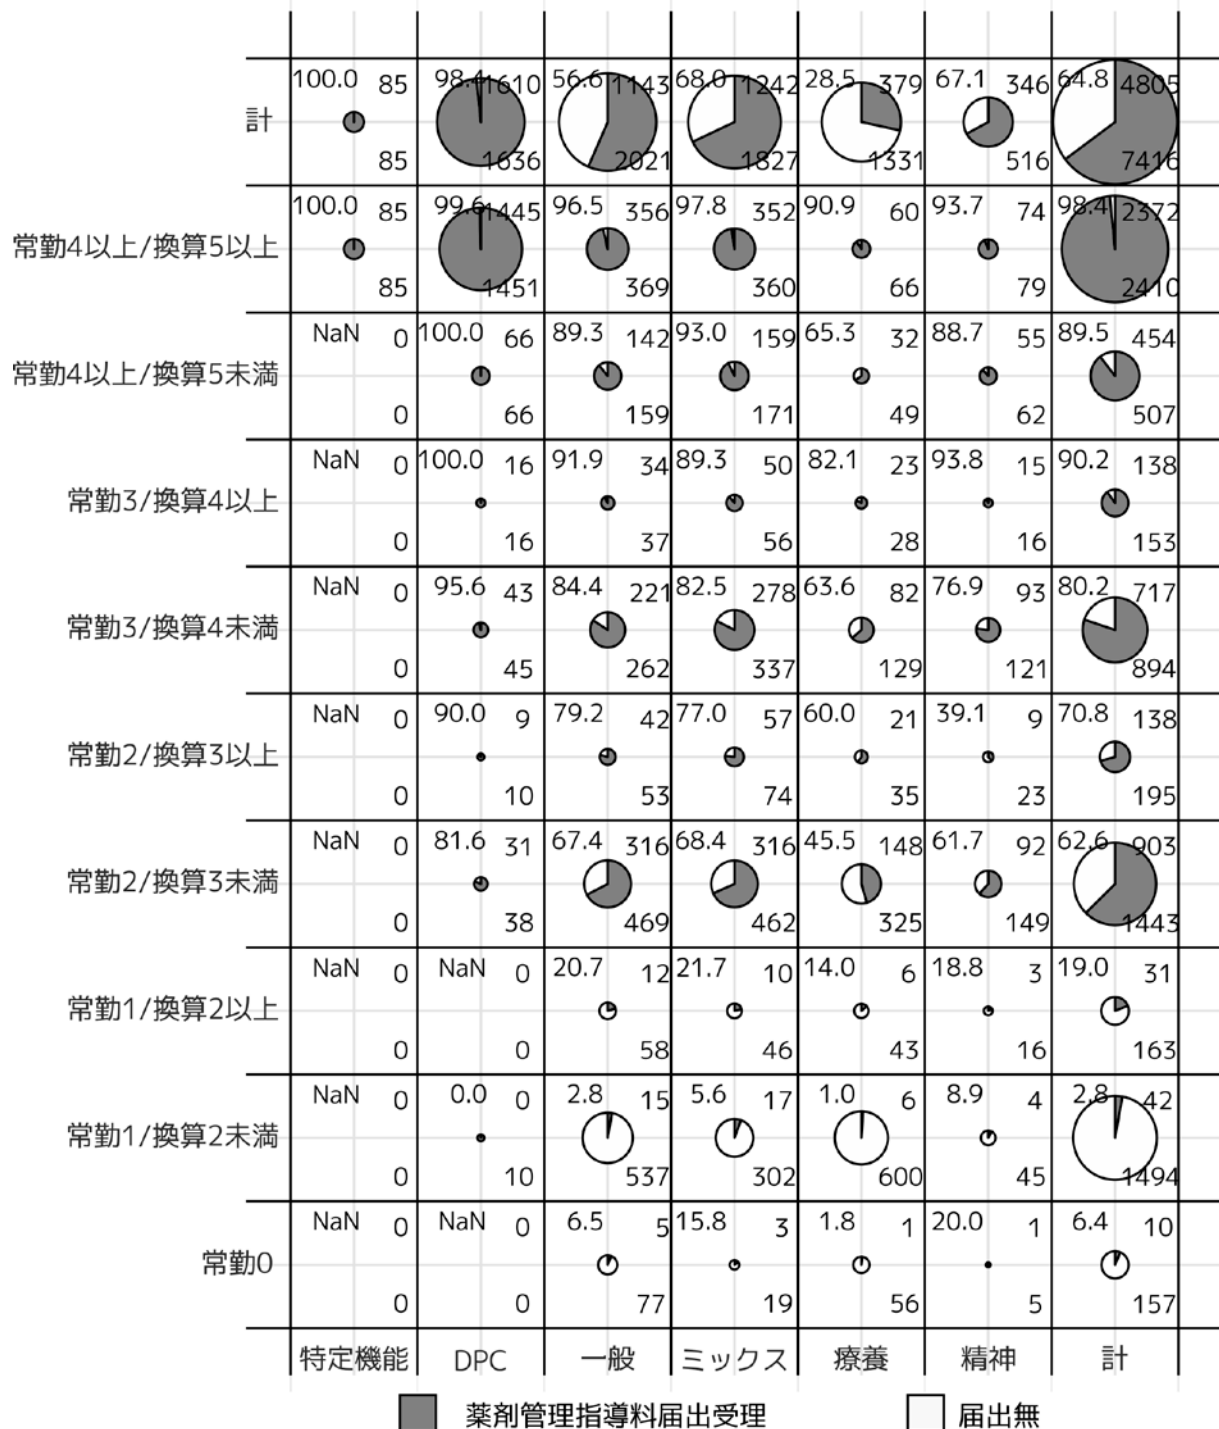 100.0 85 98.4 1610 56.6 1143 68.0 1242 28.5 379 67.1 346 64.8 4805
計
85 1636 2021 1827 1331 516 7416
100.0 85 99.6 1445 96.5 356 97.8 352 90.9 60 93.7 74 98.4 2372
常勤4以上/換算5以上
85 1451 369 360 66 79 2410
NaN 0 100.0 66 89.3 142 93.0 159 65.3 32 88.7 55 89.5 454
常勤4以上/換算5未満
0 66 159 171 49 62 507
NaN 0 100.0 16 91.9 34 89.3 50 82.1 23 93.8 15 90.2 138
常勤3/換算4以上
0 16 37 56 28 16 153
NaN 0 95.6 43 84.4 221 82.5 278 63.6 82 76.9 93 80.2 717
常勤3/換算4未満
0 45 262 337 129 121 894
NaN 0 90.0 9 79.2 42 77.0 57 60.0 21 39.1 9 70.8 138
常勤2/換算3以上
0 10 53 74 35 23 195
NaN 0 81.6 31 67.4 316 68.4 316 45.5 148 61.7 92 62.6 903
常勤2/換算3未満
0 38 469 462 325 149 1443
NaN 0 NaN 0 20.7 12 21.7 10 14.0 6 18.8 3 19.0 31
常勤1/換算2以上
0 0 58 46 43 16 163
NaN 0 0.0 0 2.8 15 5.6 17 1.0 6 8.9 4 2.8 42
常勤1/換算2未満
0 10 537 302 600 45 1494
NaN 0 NaN 0 6.5 5 15.8 3 1.8 1 20.0 1 6.4 10
常勤0
0 0 77 19 56 5 157
特定機能 DPC 一般 ミックス 療養 精神 計
薬剤管理指導料届出受理 届出無